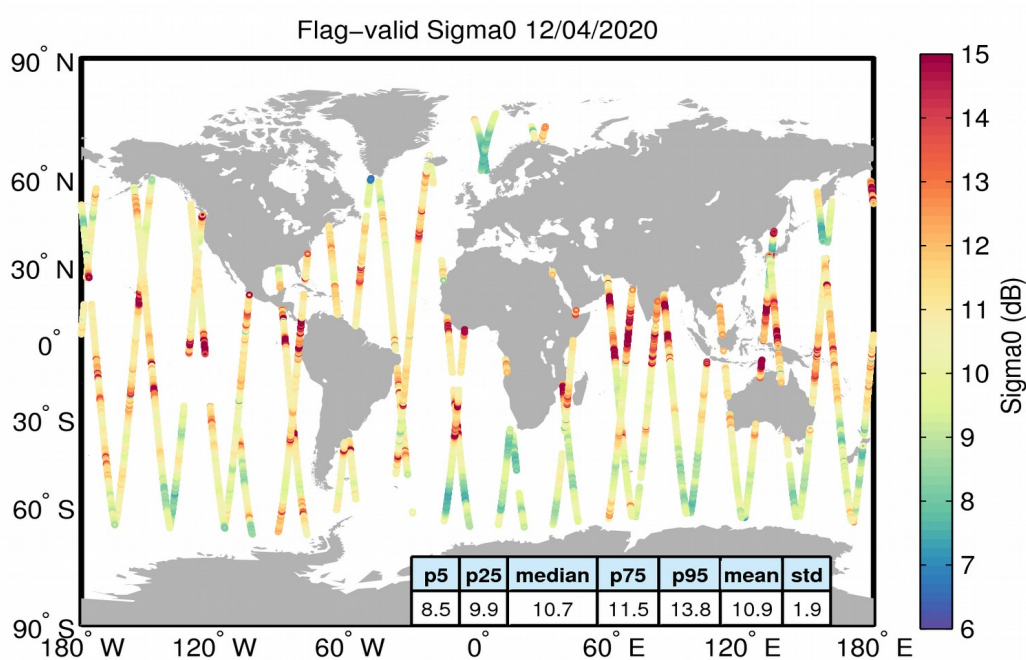 Flag-valid Sigma0 12/04/2020
90° N
60° N
30° N
0°
30° S
60° S
90° S
180° W 120° W 60° W 0° 60° E 120° E 180° E
p5 p25 median p75 p95 mean std
8.5 9.9 10.7 11.5 13.8 10.9 1.9
15
14
13
12
11
10
9
8
7
6
Sigma0 (dB)